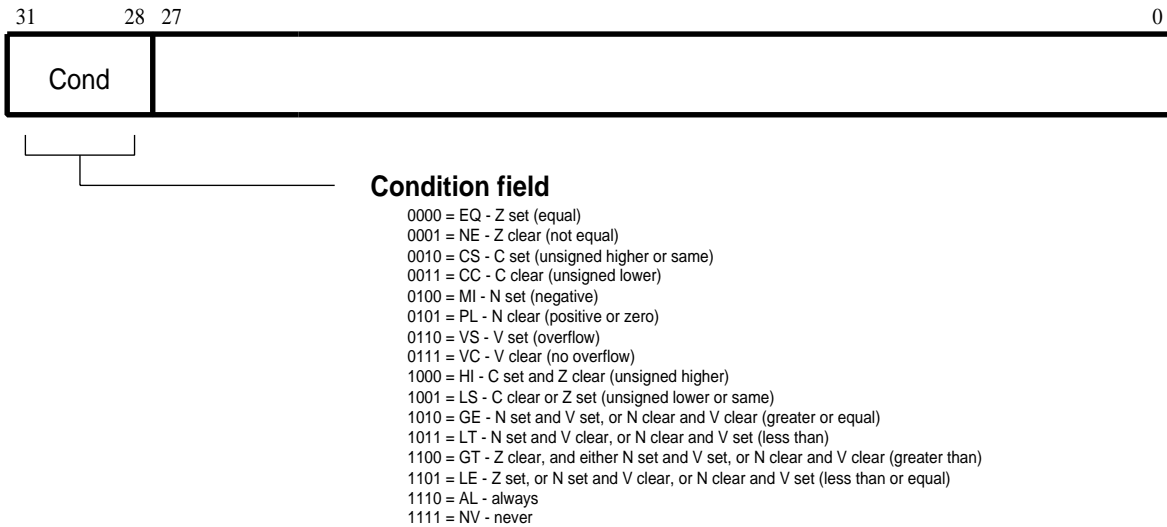 31 28 27 0
Cond
Condition field
0000 = EQ - Z set (equal)
0001 = NE - Z clear (not equal)
0010 = CS - C set (unsigned higher or same)
0011 = CC - C clear (unsigned lower)
0100 = MI - N set (negative)
0101 = PL - N clear (positive or zero)
0110 = VS - V set (overflow)
0111 = VC - V clear (no overflow)
1000 = HI - C set and Z clear (unsigned higher)
1001 = LS - C clear or Z set (unsigned lower or same)
1010 = GE - N set and V set, or N clear and V clear (greater or equal)
1011 = LT - N set and V clear, or N clear and V set (less than)
1100 = GT - Z clear, and either N set and V set, or N clear and V clear (greater than)
1101 = LE - Z set, or N set and V clear, or N clear and V set (less than or equal)
1110 = AL - always
1111 = NV - never